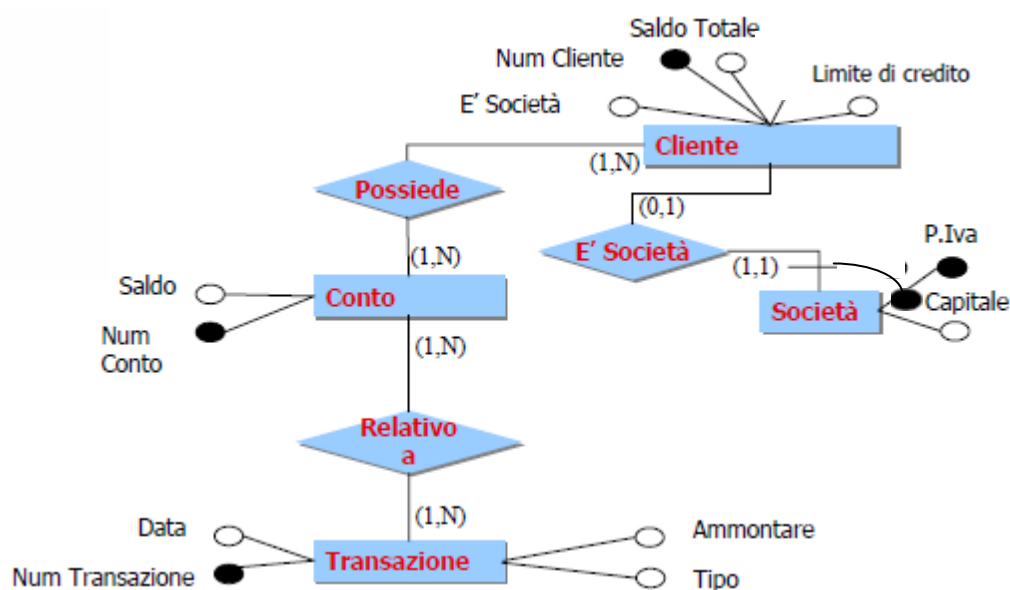 Saldo Totale
Num Cliente
Limite di credito
E' Società
Cliente
(1,N)
Possiede
(0,1)
P.Iva
E' Società
(1,N)
(1,1)
Saldo
Conto
Capitale
Società
Num
Conto
(1,N)
Relativo
a
(1,N)
Data
Ammontare
Transazione
Num Transazione
Tipo